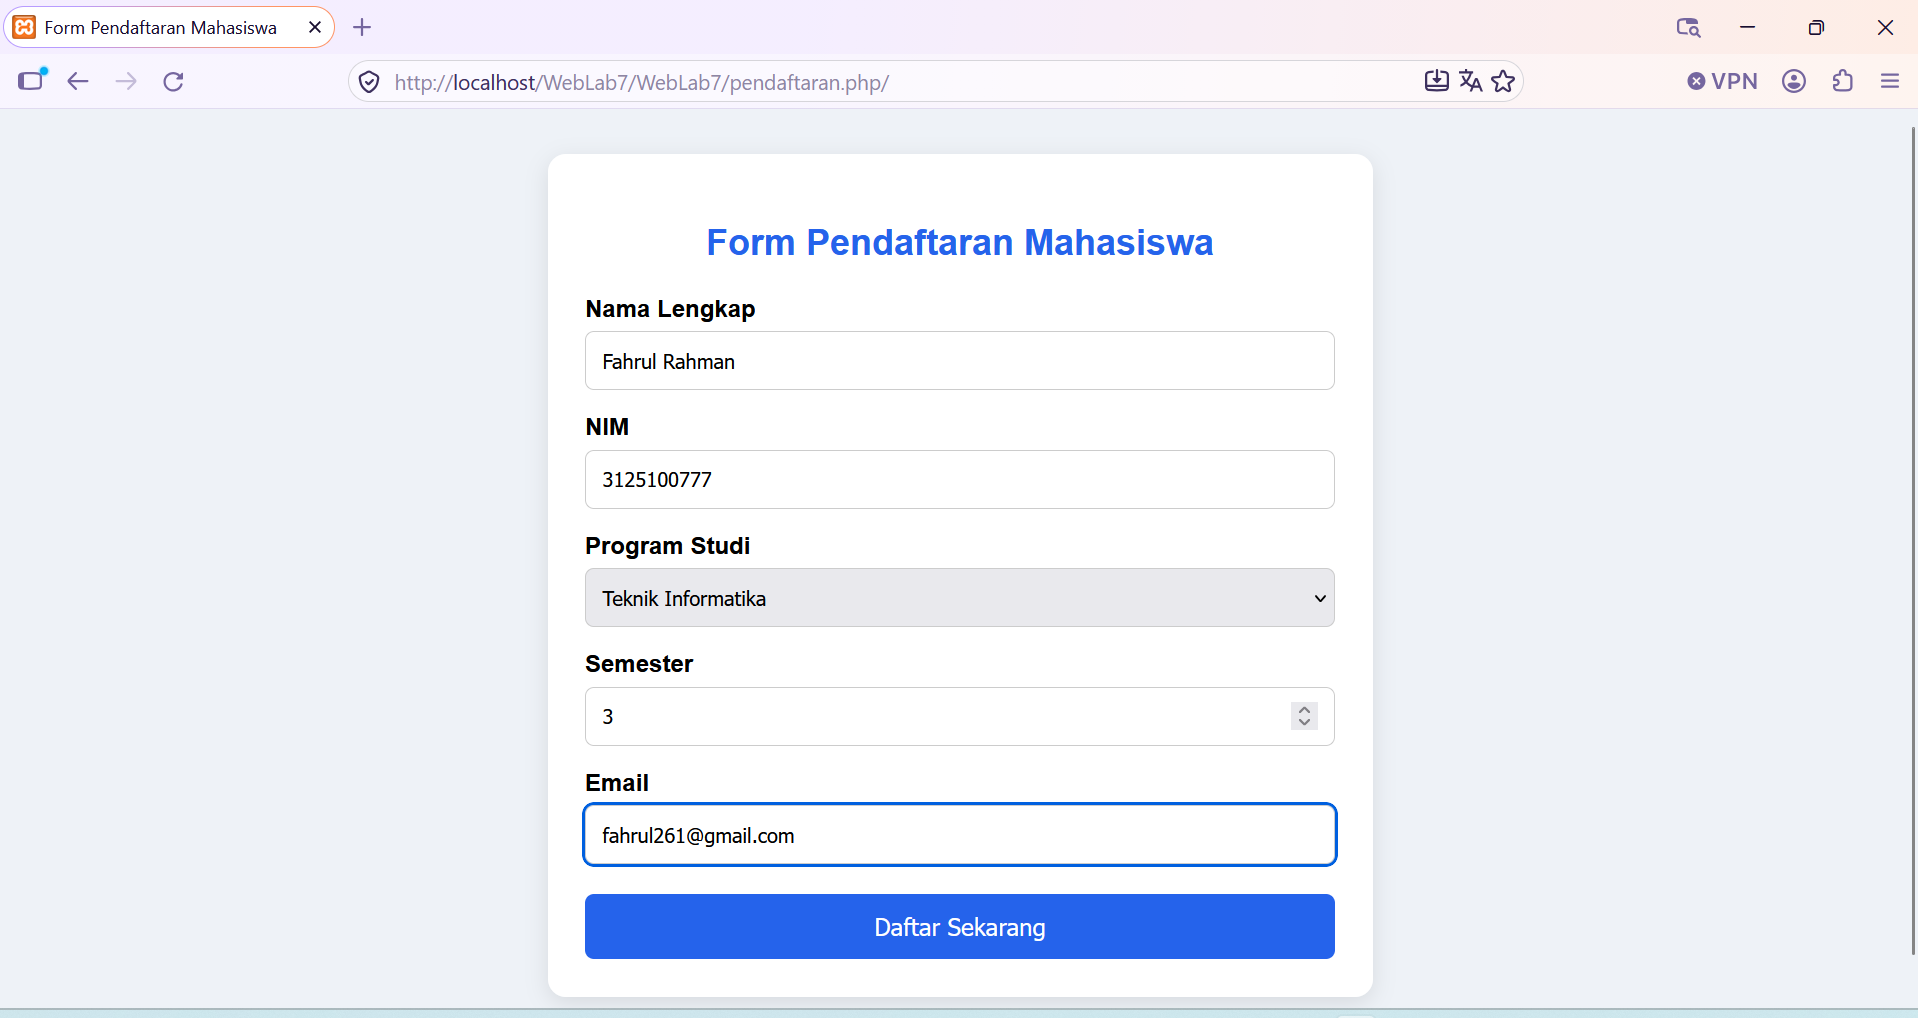 Form Pendaftaran Mahasiswa
http://localhost/WebLab7/WebLab7/pendaftaran.php/
VPN
Form Pendaftaran Mahasiswa
Nama Lengkap
Fahrul Rahman
NIM
3125100777
Program Studi
Teknik Informatika
Semester
3
Email
fahrul261@gmail.com
Daftar Sekarang